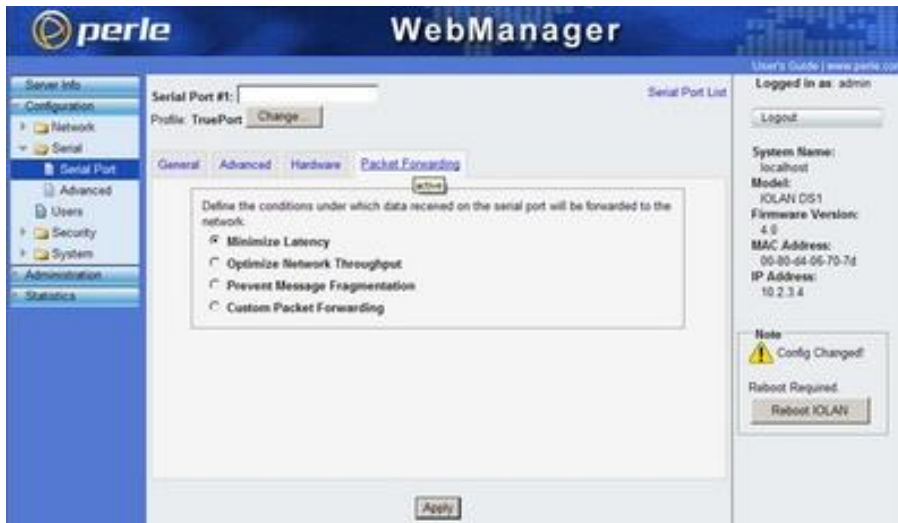 perle
WebManager
User's Guide | www.perle.com
Server Info
Configuration
Network
Serial
Serial Port
Advanced
Users
Security
System
Administration
Statistics
Serial Port #1:
Serial Port List
Profile: TruePort Change...
General Advanced Hardware Packet Forwarding
active
Define the conditions under which data received on the serial port will be forwarded to the
network.
Minimize Latency
Optimize Network Throughput
Prevent Message Fragmentation
Custom Packet Forwarding
Apply
Logged in as: admin
Logout
System Name:
localhost
Model:
IOLAN DS1
Firmware Version:
4.0
MAC Address:
00-80-d4-06-70-7d
IP Address:
10.2.3.4
Note
Config Changed!
Reboot Required.
Reboot IOLAN